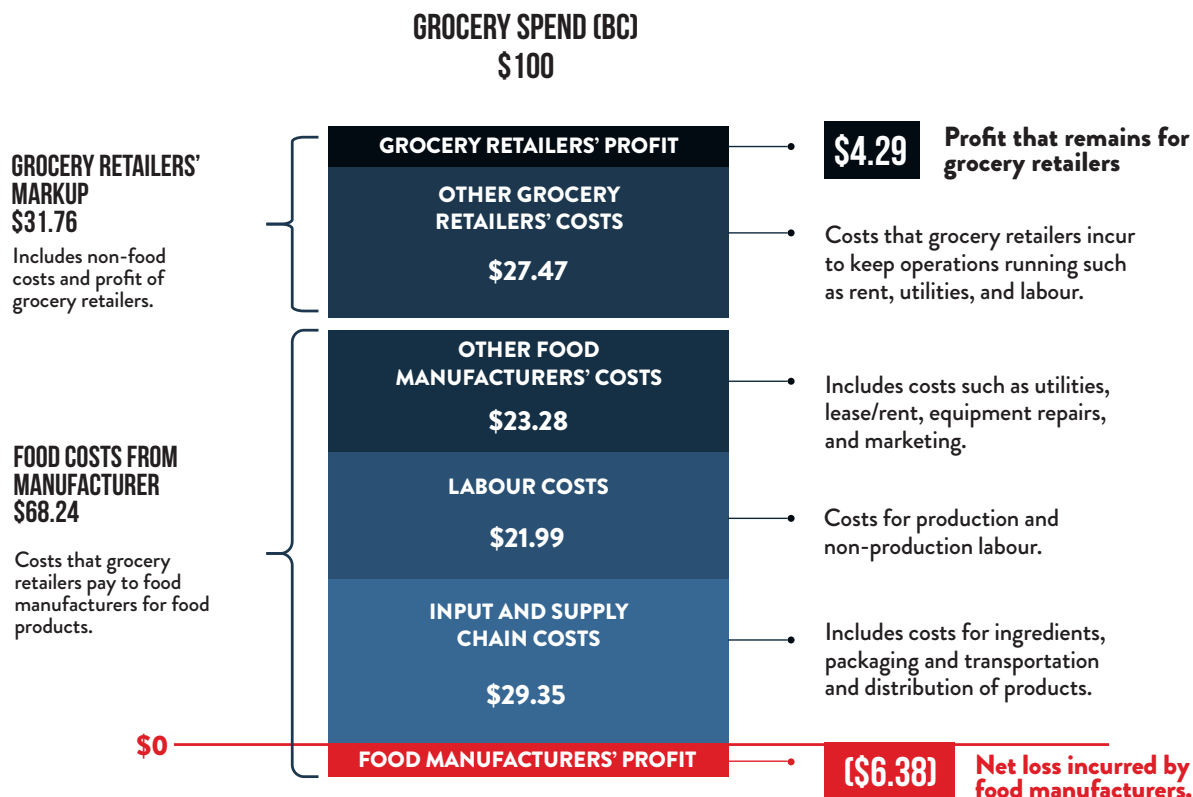 GROCERY SPEND (BC)
$100
GROCERY RETAILERS'
MARKUP
$31.76
Includes non-food
costs and profit of
grocery retailers.
GROCERY RETAILERS' PROFIT
$4.29
Profit that remains for
grocery retailers
OTHER GROCERY
RETAILERS' COSTS
$27.47
Costs that grocery retailers incur
to keep operations running such
as rent, utilities, and labour.
FOOD COSTS FROM
MANUFACTURER
$68.24
Costs that grocery
retailers pay to food
manufacturers for food
products.
OTHER FOOD
MANUFACTURERS' COSTS
$23.28
Includes costs such as utilities,
lease/rent, equipment repairs,
and marketing.
LABOUR COSTS
$21.99
Costs for production and
non-production labour.
INPUT AND SUPPLY
CHAIN COSTS
$29.35
Includes costs for ingredients,
packaging and transportation
and distribution of products.
$0
FOOD MANUFACTURERS' PROFIT
($6.38)
Net loss incurred by
food manufacturers.